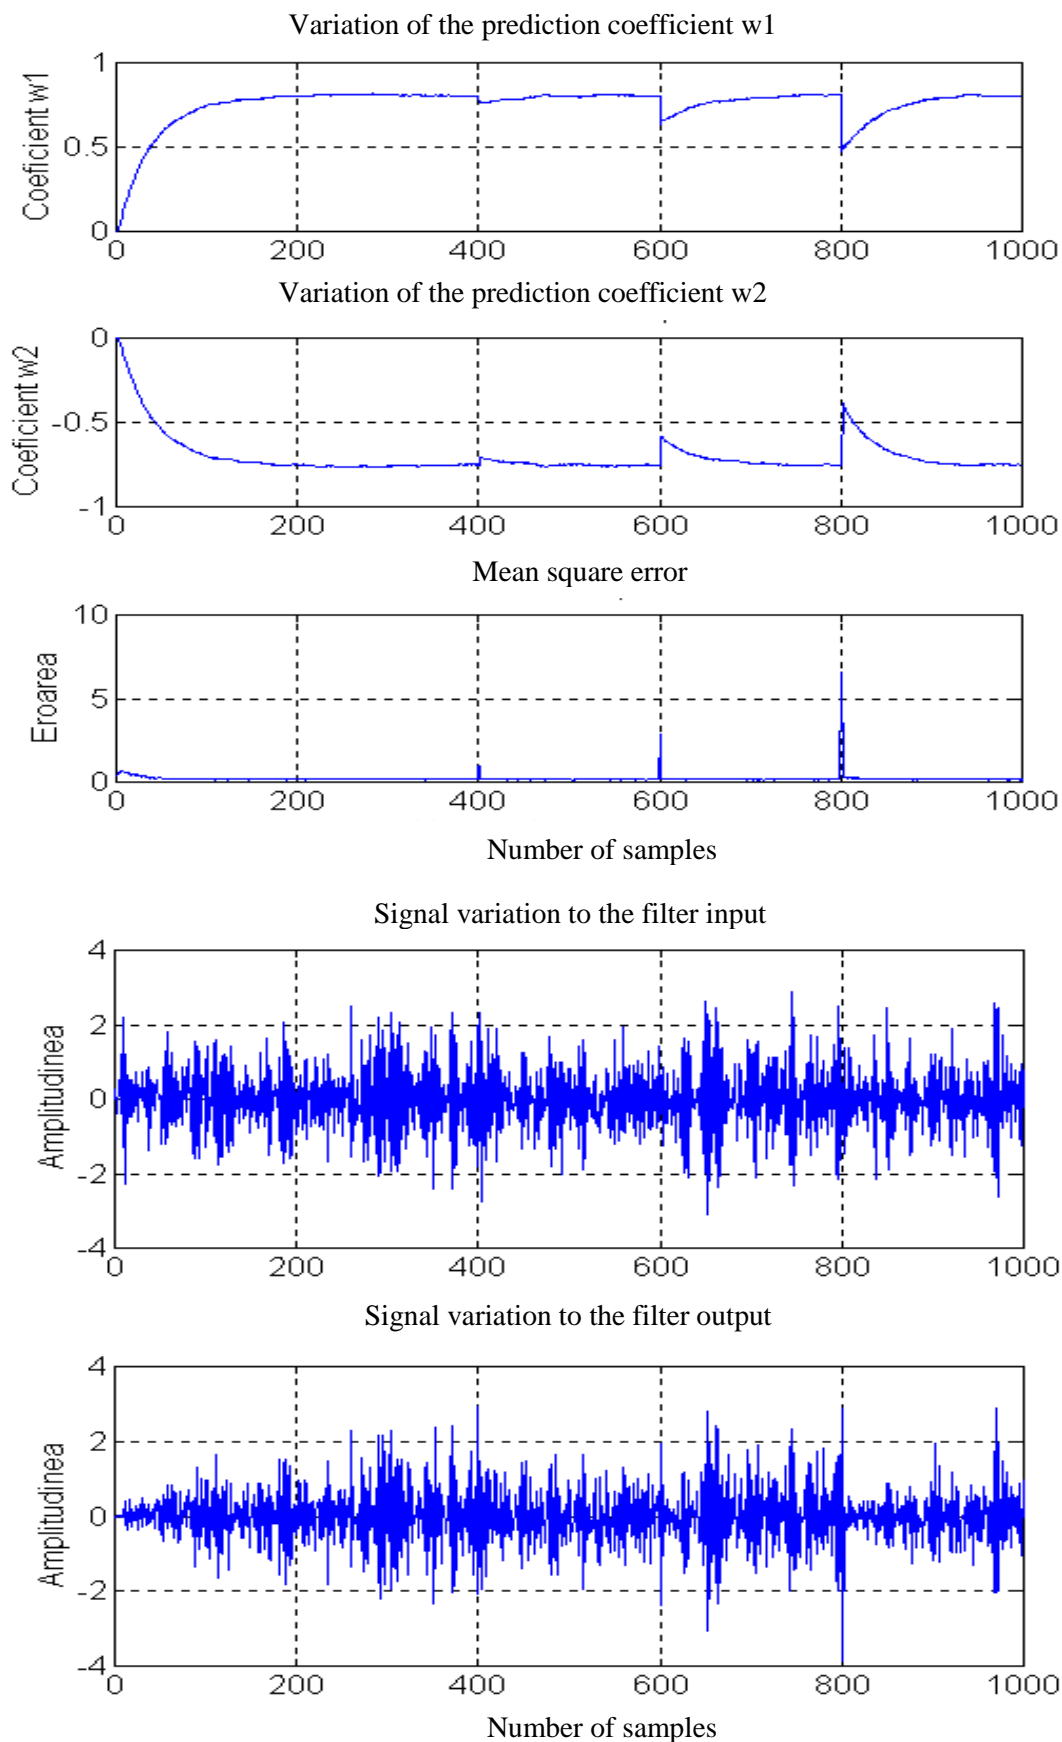 Variation of the prediction coefficient w1
Coeficient w1
1
0.5
0
0 200 400 600 800 1000
Variation of the prediction coefficient w2
Coeficient w2
0
-0.5
-1
0 200 400 600 800 1000
Mean square error
Eroarea
10
5
0
0 200 400 600 800 1000
Number of samples
Signal variation to the filter input
Amplitudinea
4
2
0
-2
-4
0 200 400 600 800 1000
Signal variation to the filter output
Amplitudinea
4
2
0
-2
-4
0 200 400 600 800 1000
Number of samples